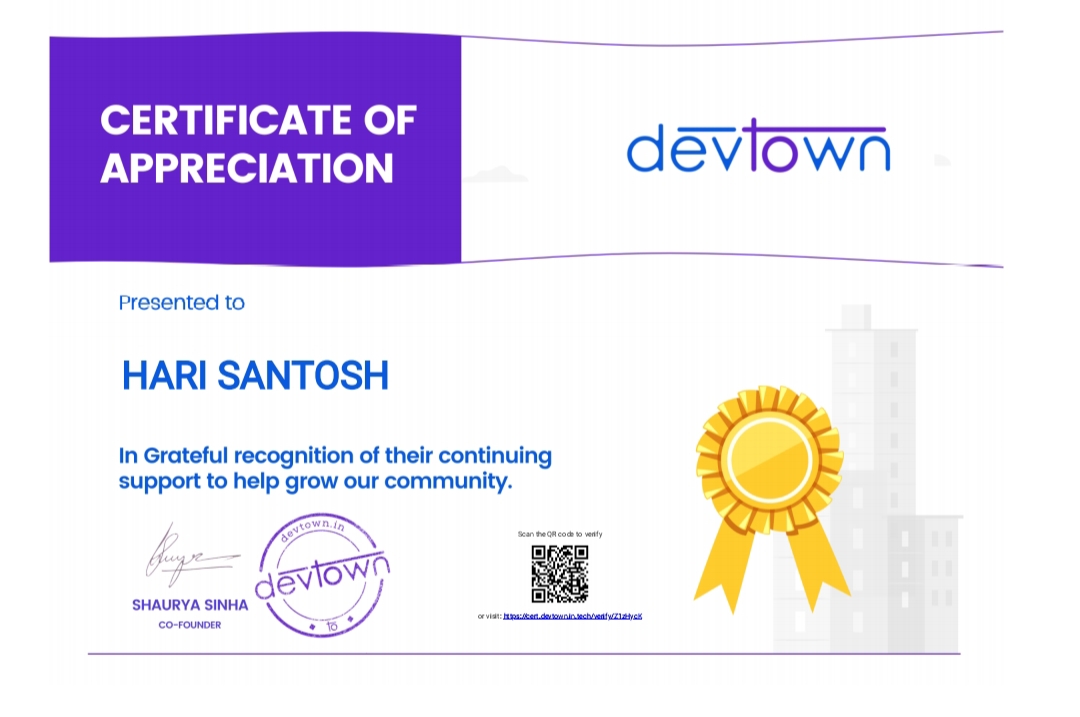 CERTIFICATE OF
APPRECIATION
devtown
Presented to
HARI SANTOSH
In Grateful recognition of their continuing
support to help grow our community.
devtown.in
devtown
Scan the QR code to verify
or visit: https://cert.devtown.in.tech/verify/Z1zHycK
SHAURYA SINHA
CO-FOUNDER